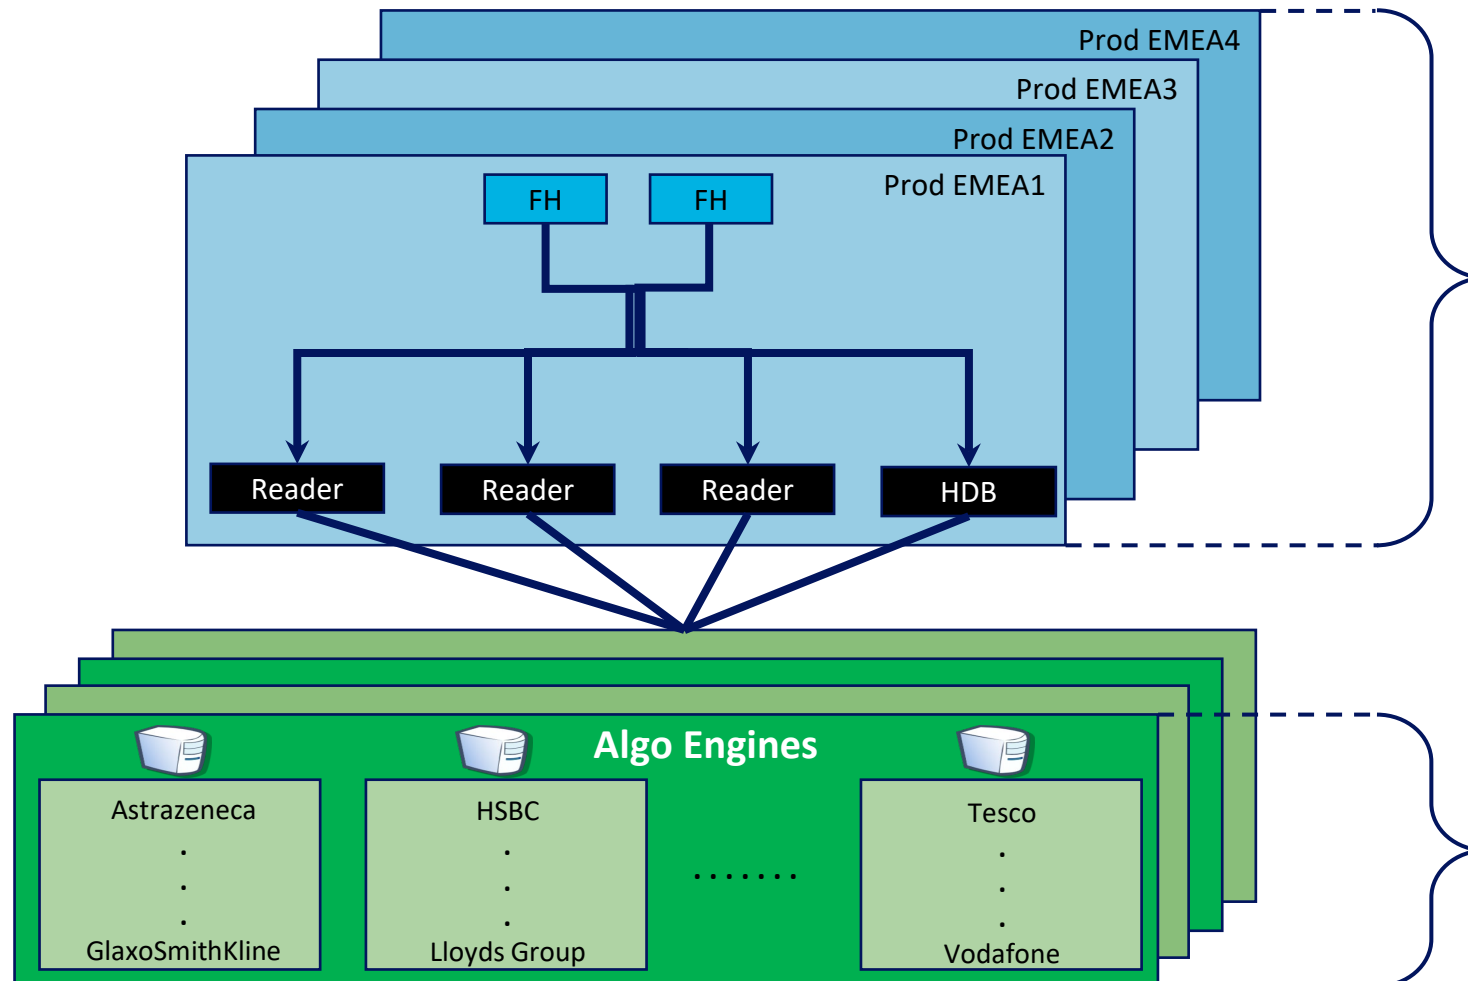 Prod EMEA4
Prod EMEA3
Prod EMEA2
Prod EMEA1
FH
FH
Reader
Reader
Reader
HDB
Algo Engines
Astrazeneca
.
.
.
GlaxoSmithKline
HSBC
.
.
.
Lloyds Group
.......
Tesco
.
.
.
Vodafone